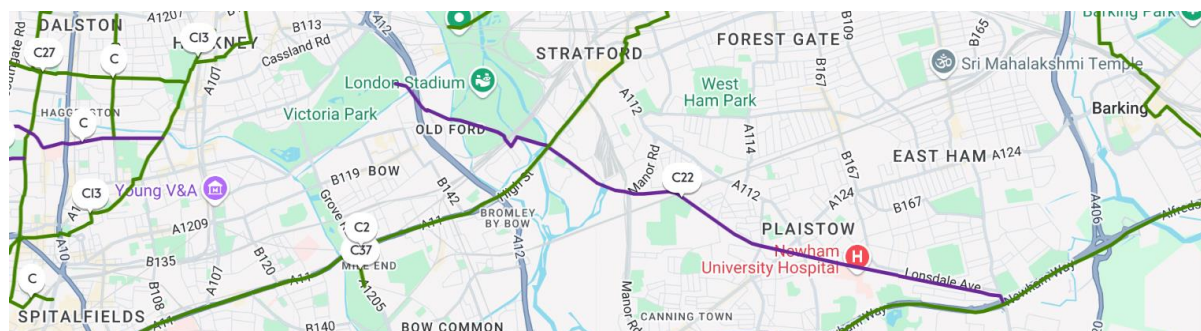 DALSTON
A1207
B113
Cassland Rd
A12
STRATFORD
FOREST GATE
B109
B165
Barking Park
C27
C
C13
A101
London Stadium
Sri Mahalakshmi Temple
B167
West
Ham Park
A112
Barking
HAGGERSTON
C
Victoria Park
OLD FORD
A114
EAST HAM
A124
Manor Rd
C22
A112
B119
BOW
B142
High St
A124
B167
A406
C13
Young V&A
A10
A1209
C2
C37
MILE END
A11
BROMLEY
BY BOW
A12
PLAISTOW
Newham
University Hospital
H
Lonsdale Ave
Newham Way
B135
A107
B120
A11
A1205
C
B108
SPITALFIELDS
A11
B140
BOW COMMON
Manor Rd
CANNING TOWN